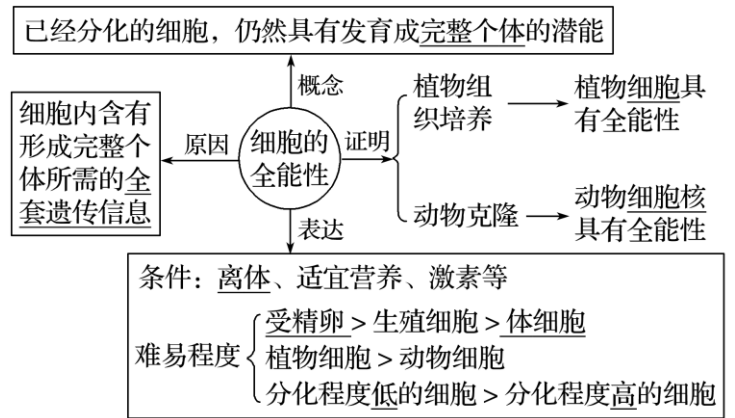 已经分化的细胞，仍然具有发育成完整个体的潜能
概念
细胞内含有
形成完整个
体所需的全
套遗传信息
原因
细胞的
全能性
证明
植物组
织培养
植物细胞具
有全能性
动物克隆
动物细胞核
具有全能性
表达
条件：离体、适宜营养、激素等
难易程度
受精卵>生殖细胞>体细胞
植物细胞>动物细胞
分化程度低的细胞>分化程度高的细胞